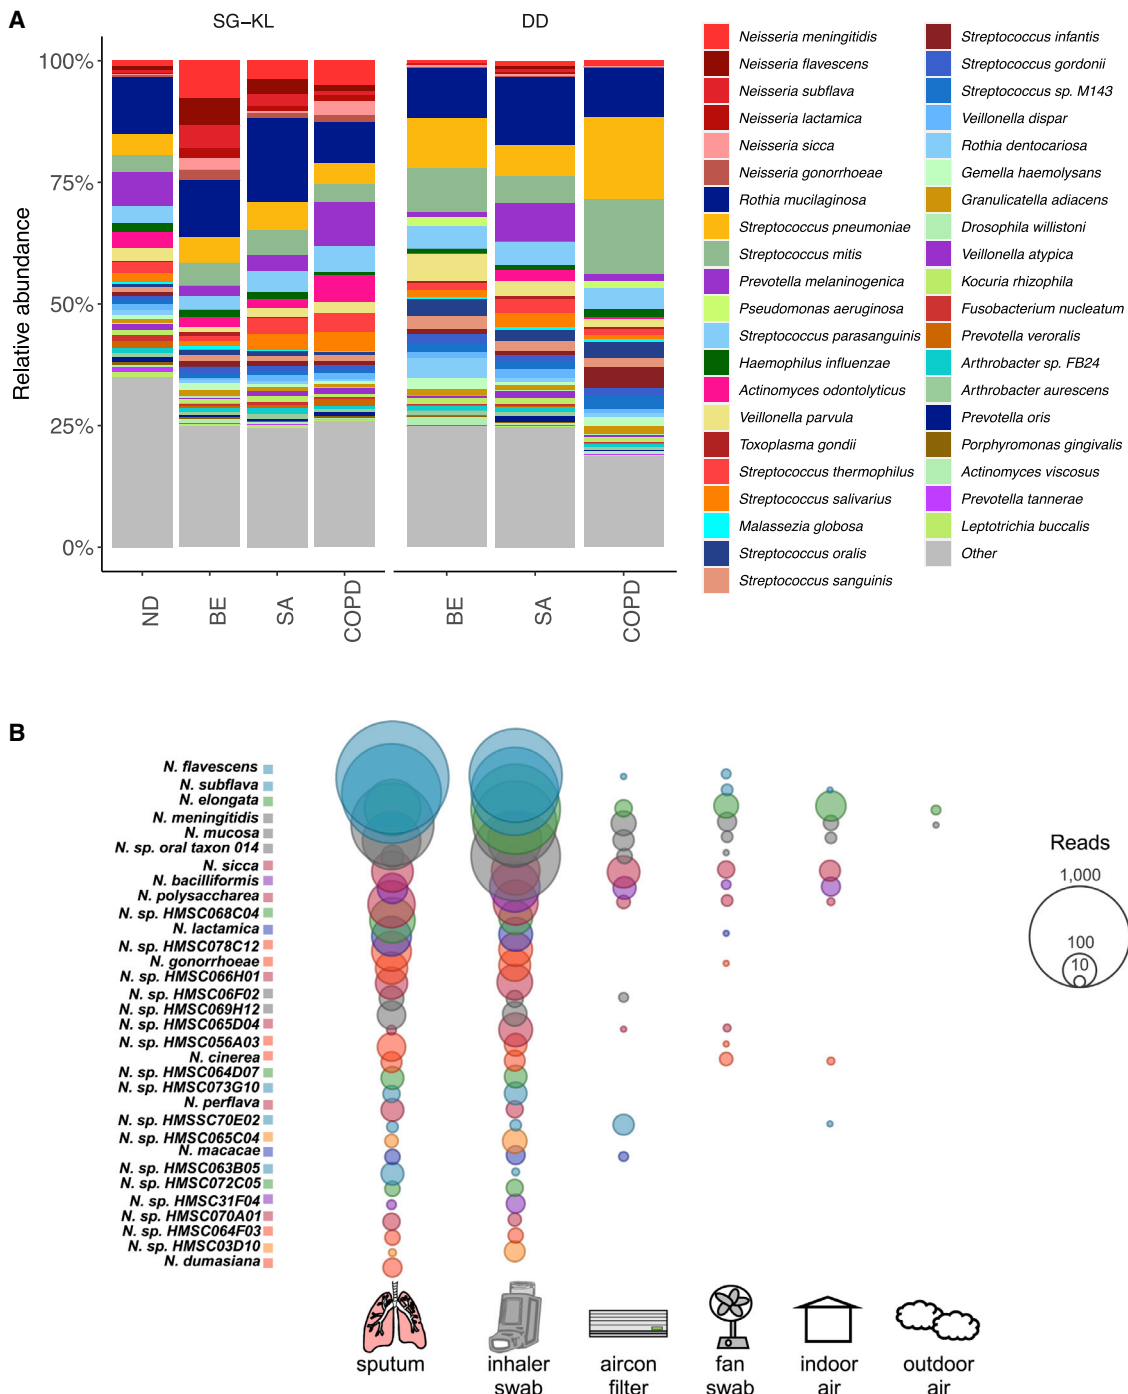 A
SG–KL
DD
Relative abundance
100%
75%
50%
25%
0%
ND
BE
SA
COPD
BE
SA
COPD
Neisseria meningitidis
Neisseria flavescens
Neisseria subflava
Neisseria lactamica
Neisseria sicca
Neisseria gonorrhoeae
Rothia mucilaginosa
Streptococcus pneumoniae
Streptococcus mitis
Prevotella melaninogenica
Pseudomonas aeruginosa
Streptococcus parasanguinis
Haemophilus influenzae
Actinomyces odontolyticus
Veillonella parvula
Toxoplasma gondii
Streptococcus thermophilus
Streptococcus salivarius
Malassezia globosa
Streptococcus oralis
Streptococcus sanguinis
Streptococcus infantis
Streptococcus gordonii
Streptococcus sp. M143
Veillonella dispar
Rothia dentocariosa
Gemella haemolysans
Granulicatella adiacens
Drosophila willistoni
Veillonella atypica
Kocuria rhizophila
Fusobacterium nucleatum
Prevotella veroralis
Arthrobacter sp. FB24
Arthrobacter aurescens
Prevotella oris
Porphyromonas gingivalis
Actinomyces viscosus
Prevotella tannerae
Leptotrichia buccalis
Other
B
N. flavescens
N. subflava
N. elongata
N. meningitidis
N. mucosa
N. sp. oral taxon 014
N. sicca
N. bacilliformis
N. polysaccharea
N. sp. HMSC068C04
N. lactamica
N. sp. HMSC078C12
N. gonorrhoeae
N. sp. HMSC066H01
N. sp. HMSC06F02
N. sp. HMSC069H12
N. sp. HMSC065D04
N. sp. HMSC056A03
N. cinerea
N. sp. HMSC064D07
N. sp. HMSC073G10
N. perflava
N. sp. HMSSC70E02
N. sp. HMSC065C04
N. macacae
N. sp. HMSC063B05
N. sp. HMSC072C05
N. sp. HMSC31F04
N. sp. HMSC070A01
N. sp. HMSC064F03
N. sp. HMSC03D10
N. dumasiana
Reads
1,000
100
10
sputum
inhaler
swab
aircon
filter
fan
swab
indoor
air
outdoor
air